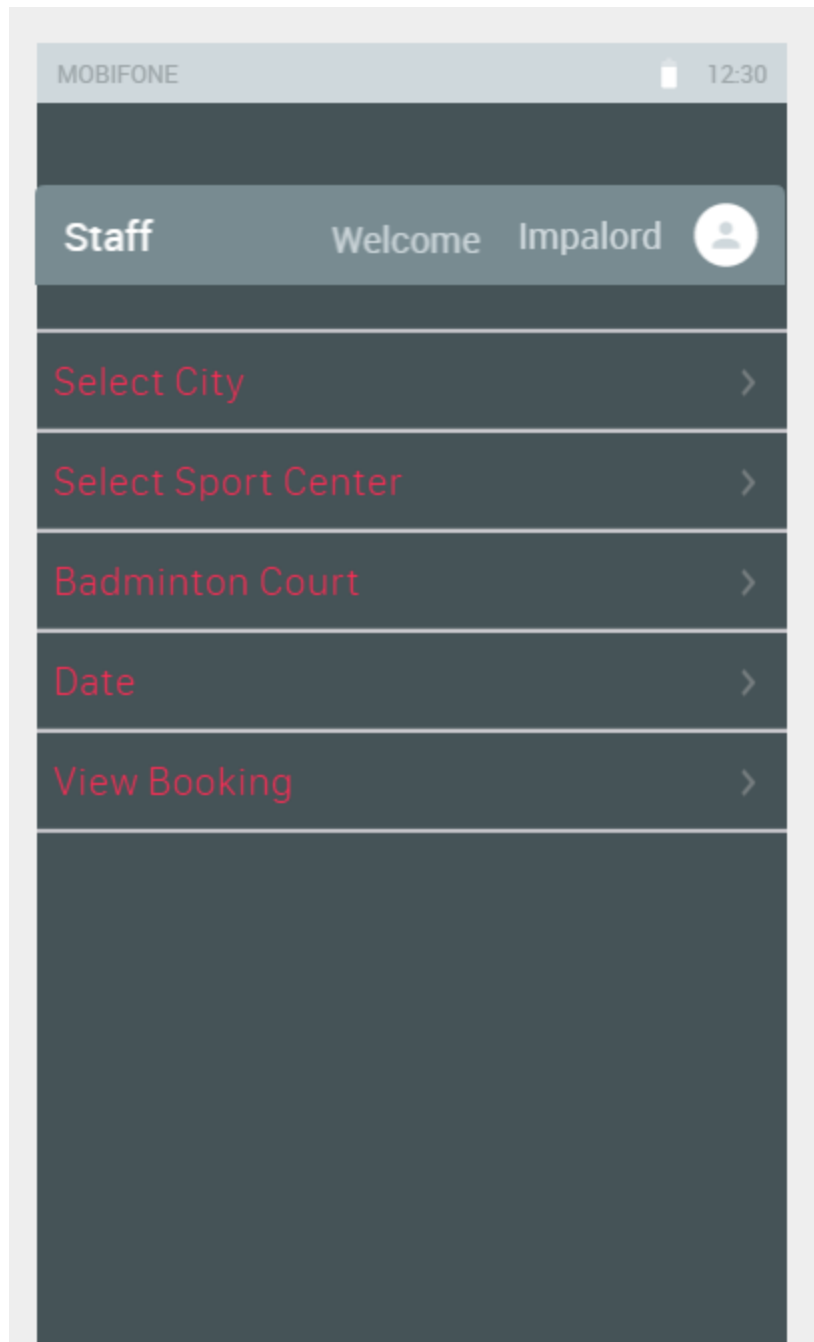 MOBIFONE 12:30
Staff Welcome Impalord
Select City
Select Sport Center
Badminton Court
Date
View Booking